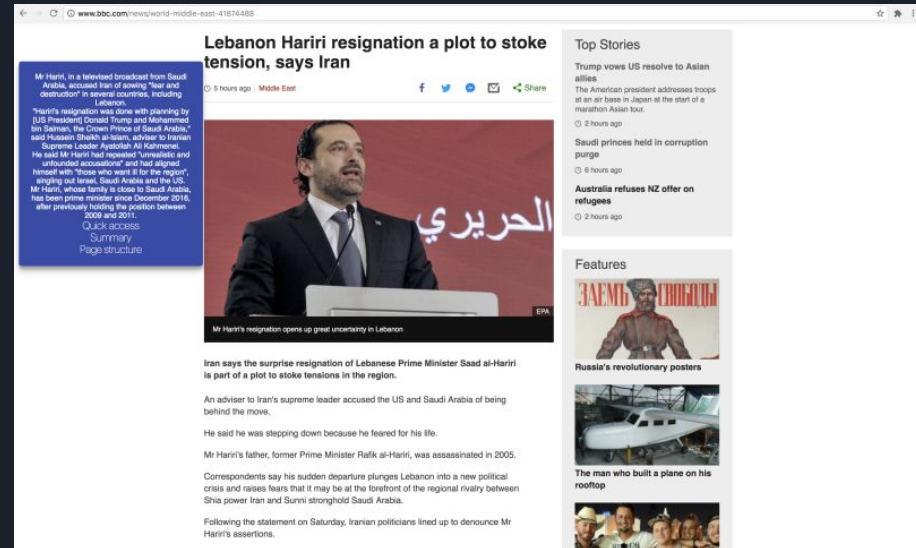 www.bbc.com/news/world-middle-east-41874488
Mr Hariri, in a televised broadcast from Saudi
Arabia, accused Iran of sowing "fear and
destruction" in several countries, including
Lebanon.
"Hariri's resignation was done with planning by
[US President] Donald Trump and Mohammed
bin Salman, the Crown Prince of Saudi Arabia,"
said Hussein Sheikh al-Islam, adviser to Iranian
Supreme Leader Ayatollah Ali Kahmenei.
He said Mr Hariri had repeated "unrealistic and
unfounded accusations" and had aligned
himself with "those who want ill for the region",
singling out Israel, Saudi Arabia and the US.
Mr Hariri, whose family is close to Saudi Arabia,
has been prime minister since December 2016,
after previously holding the position between
2009 and 2011.
Quick access
Summary
Page structure
Lebanon Hariri resignation a plot to stoke
tension, says Iran
5 hours ago Middle East
Share
الحريري
EPA
Mr Hariri's resignation opens up great uncertainty in Lebanon
Iran says the surprise resignation of Lebanese Prime Minister Saad al-Hariri
is part of a plot to stoke tensions in the region.
An adviser to Iran's supreme leader accused the US and Saudi Arabia of being
behind the move.
He said he was stepping down because he feared for his life.
Mr Hariri's father, former Prime Minister Rafik al-Hariri, was assassinated in 2005.
Correspondents say his sudden departure plunges Lebanon into a new political
crisis and raises fears that it may be at the forefront of the regional rivalry between
Shia power Iran and Sunni stronghold Saudi Arabia.
Following the statement on Saturday, Iranian politicians lined up to denounce Mr
Hariri's assertions.
Top Stories
Trump vows US resolve to Asian
allies
The American president addresses troops
at an air base in Japan at the start of a
marathon Asian tour.
2 hours ago
Saudi princes held in corruption
purge
6 hours ago
Australia refuses NZ offer on
refugees
2 hours ago
Features
ЗАЕМЪ СВОБОДЫ
Russia's revolutionary posters
The man who built a plane on his
rooftop